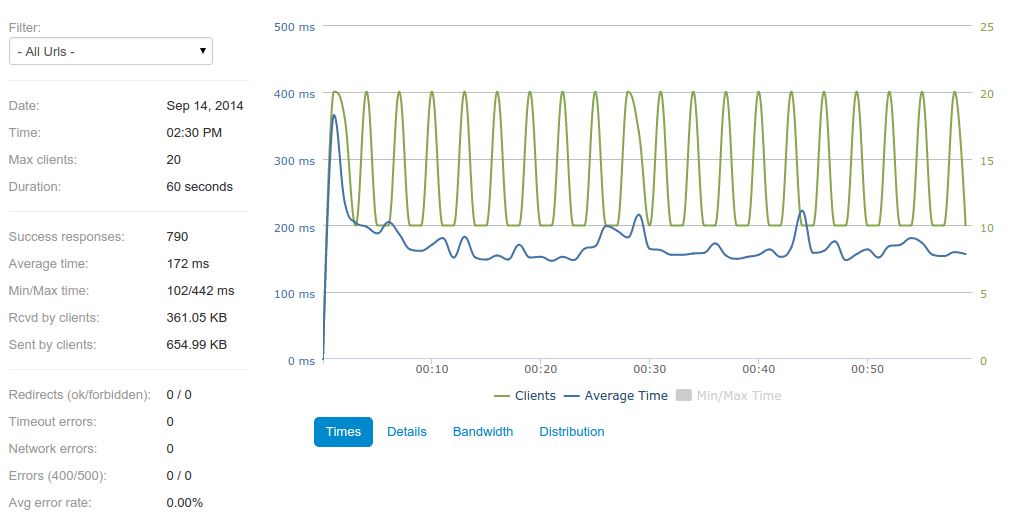 Filter:
- All Urls -
Date: Sep 14, 2014
Time: 02:30 PM
Max clients: 20
Duration: 60 seconds
Success responses: 790
Average time: 172 ms
Min/Max time: 102/442 ms
Rcvd by clients: 361.05 KB
Sent by clients: 654.99 KB
Redirects (ok/forbidden): 0 / 0
Timeout errors: 0
Network errors: 0
Errors (400/500): 0 / 0
Avg error rate: 0.00%
500 ms 25
400 ms 20
300 ms 15
200 ms 10
100 ms 5
0 ms 0
00:10 00:20 00:30 00:40 00:50
Clients Average Time Min/Max Time
Times Details Bandwidth Distribution